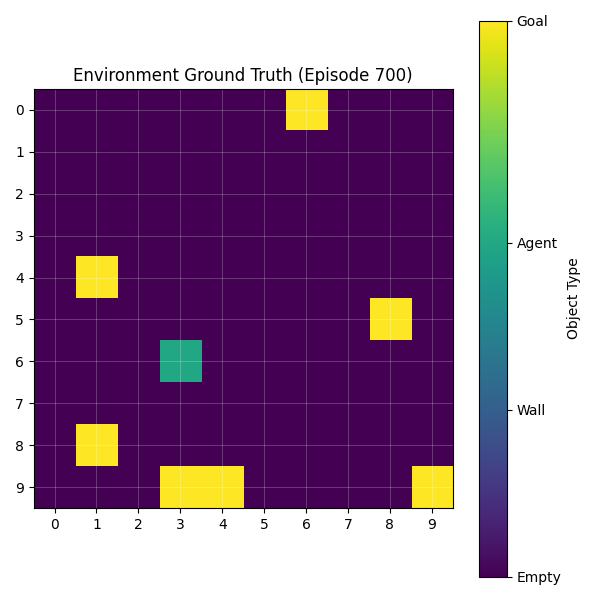 Environment Ground Truth (Episode 700)
0
1
2
3
4
5
6
7
8
9
0 1 2 3 4 5 6 7 8 9
Goal
Agent
Wall
Empty
Object Type